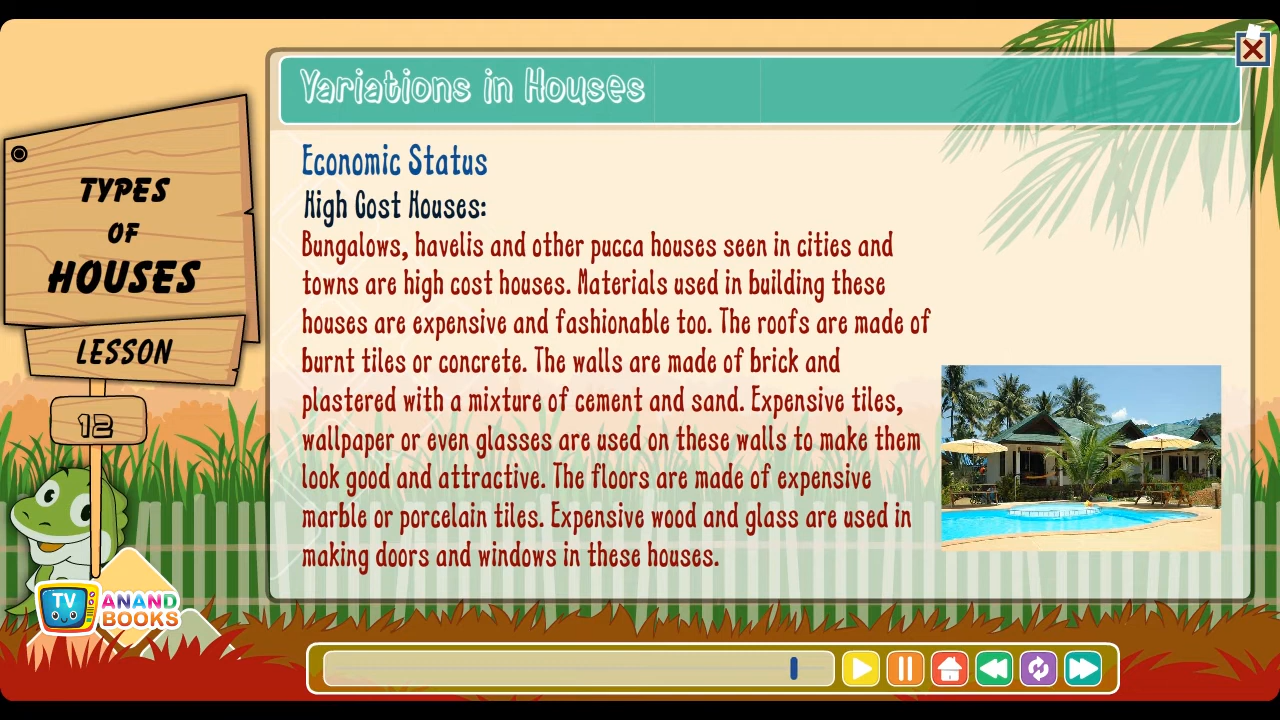 Variations in Houses
TYPES
OF
HOUSES
LESSON
12
Economic Status
High Cost Houses:
Bungalows, havelis and other pucca houses seen in cities and
towns are high cost houses. Materials used in building these
houses are expensive and fashionable too. The roofs are made of
burnt tiles or concrete. The walls are made of brick and
plastered with a mixture of cement and sand. Expensive tiles,
wallpaper or even glasses are used on these walls to make them
look good and attractive. The floors are made of expensive
marble or porcelain tiles. Expensive wood and glass are used in
making doors and windows in these houses.
TV
ANAND
BOOKS